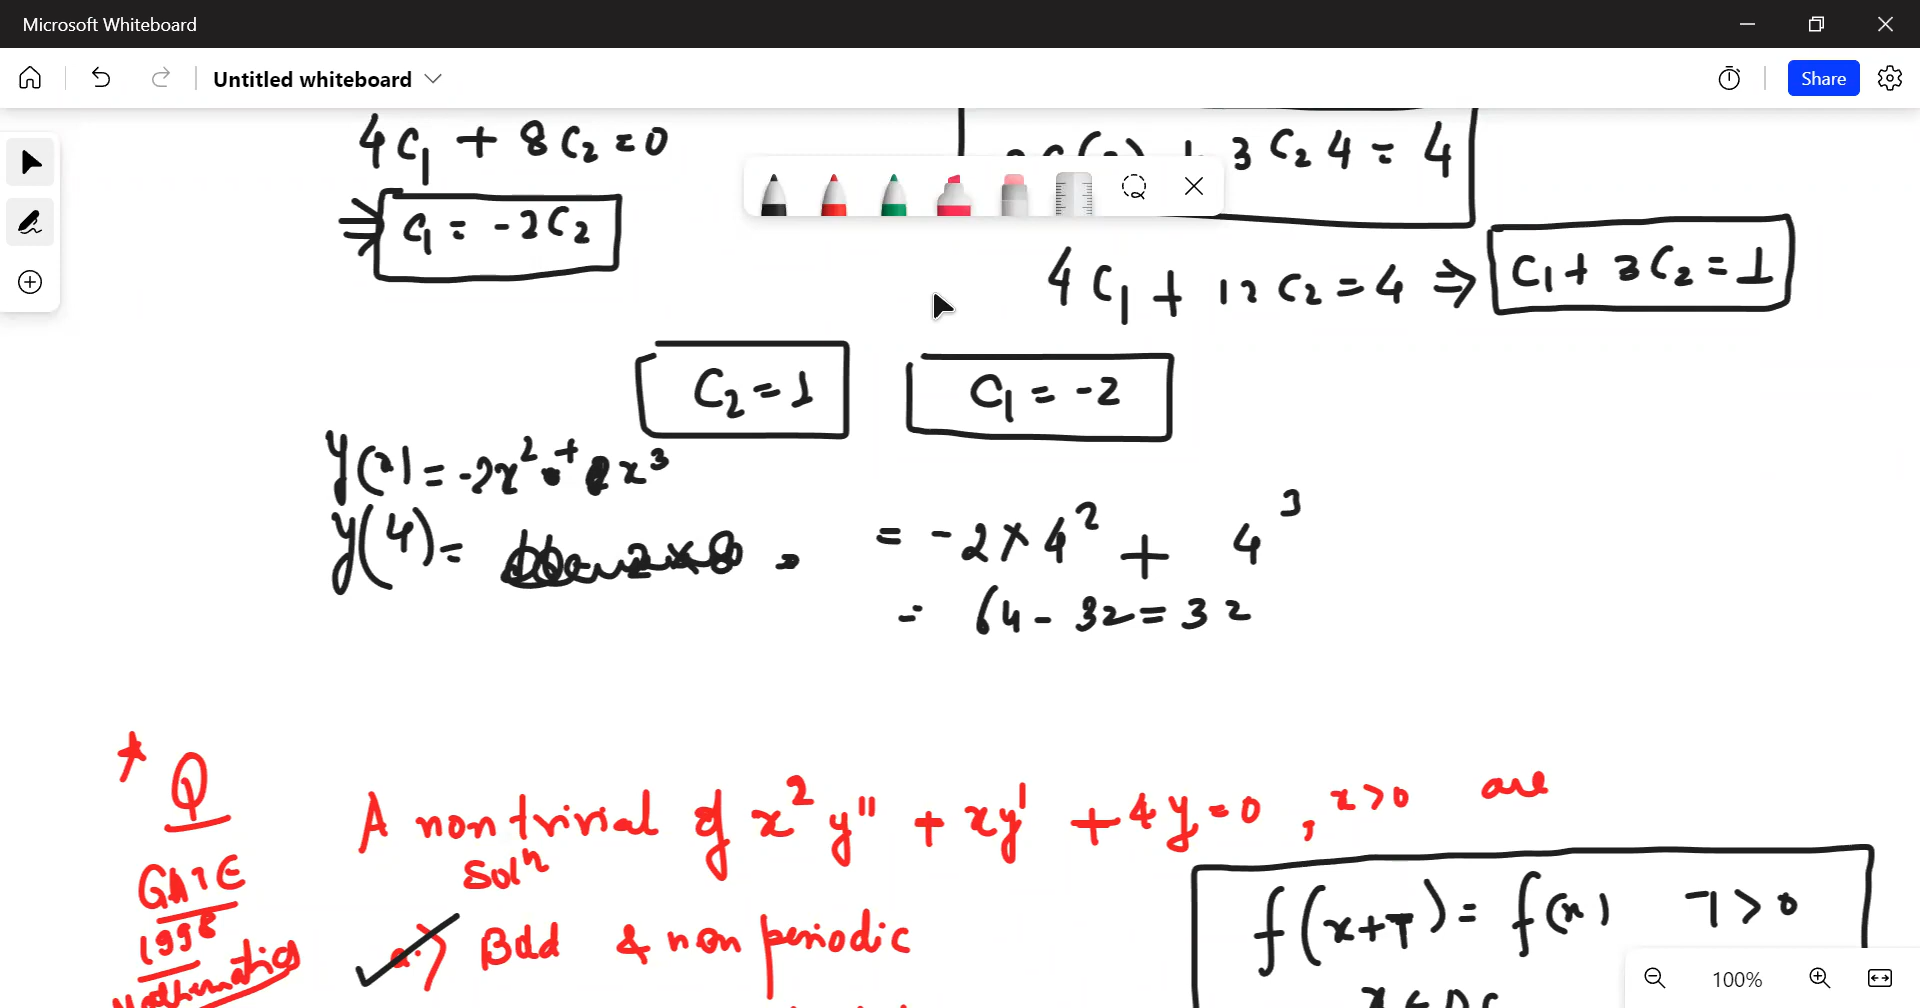 Microsoft Whiteboard
Untitled whiteboard
Share
4C₁ + 8C₂ = 0
3C₂ 4 = 4
⇒ C₁ = -2C₂
4C₁ + 12C₂ = 4 ⇒ C₁ + 3C₂ = 1
C₂ = 1
C₁ = -2
y(x) = -2x² + x³
y(4) =
= -2 × 4² + 4³
= 64 - 32 = 32
* Q
A non trivial of x² y'' + xy' + 4y = 0, x>0 are
Solⁿ
GATE
1998
Mathematics
a.) Bdd & non periodic
f(x+T) = f(x) T > 0
100%